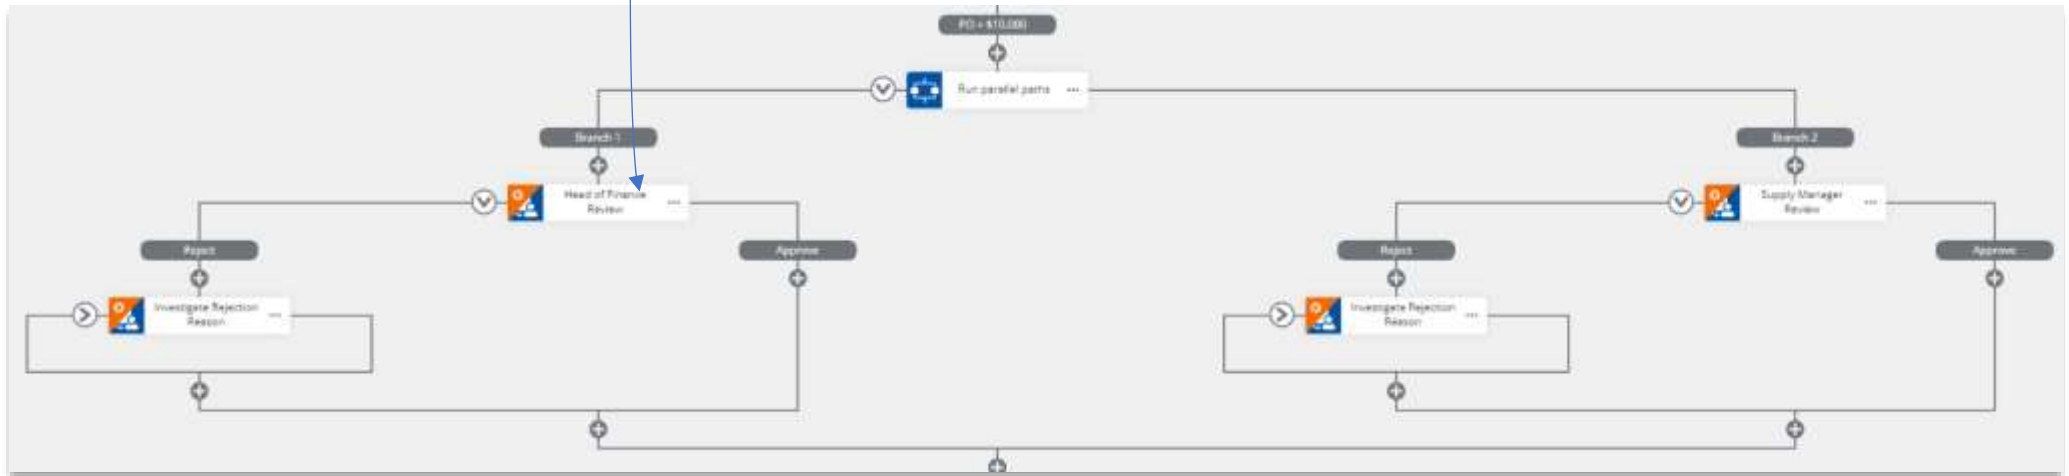 PO > $10,000
Run parallel paths
Branch 1
Branch 2
Head of Finance
Review
Supply Manager
Review
Reject
Approve
Reject
Approve
Investigate Rejection
Reason
Investigate Rejection
Reason